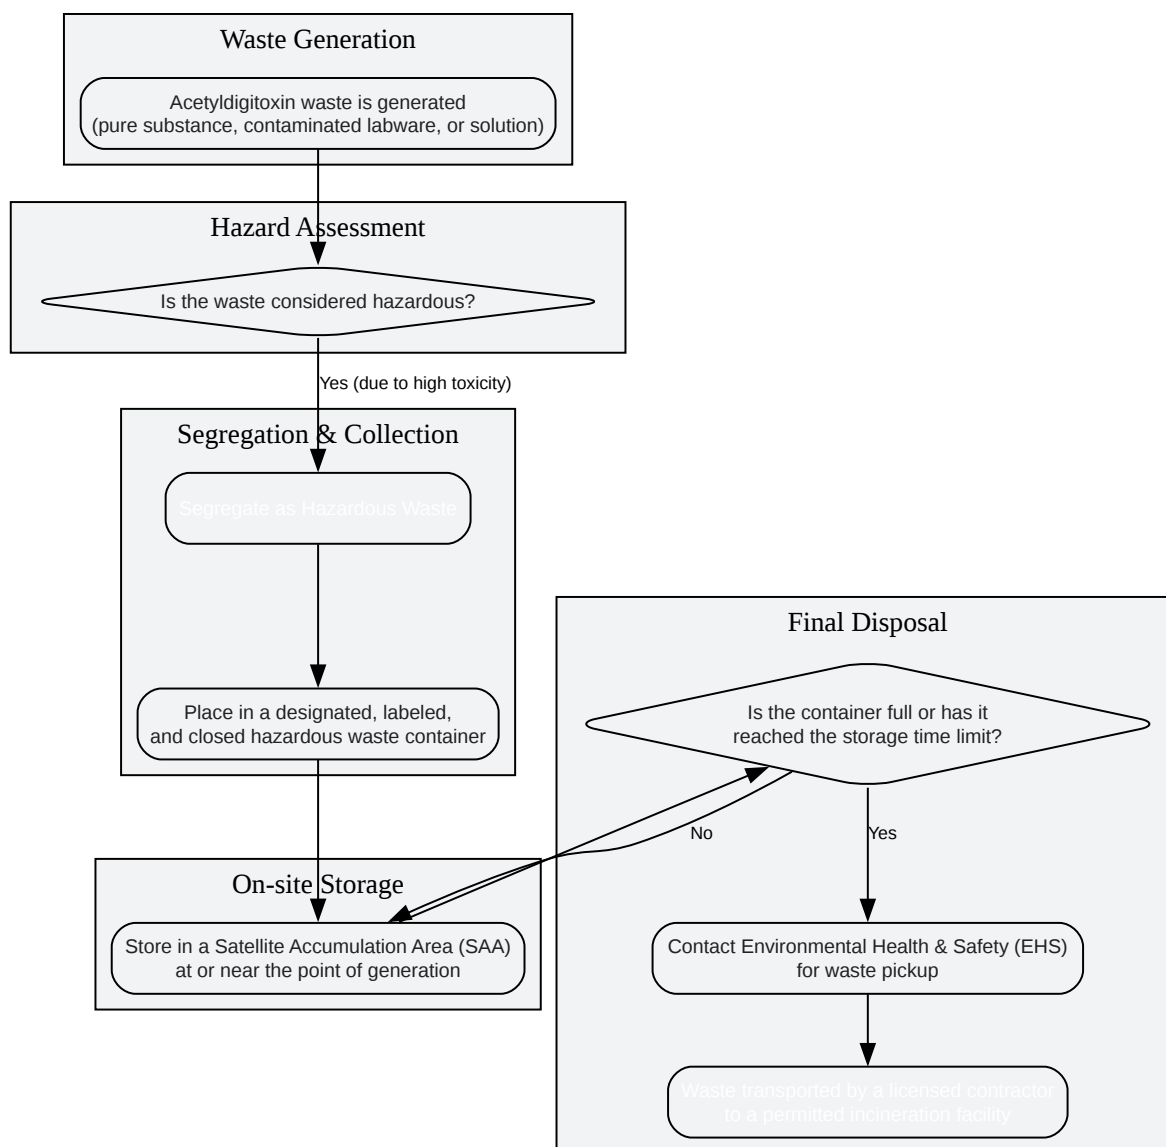 Waste Generation
Acetyldigitoxin waste is generated
(pure substance, contaminated labware, or solution)
Hazard Assessment
Is the waste considered hazardous?
Yes (due to high toxicity)
Segregation & Collection
Segregate as Hazardous Waste
Place in a designated, labeled,
and closed hazardous waste container
On-site Storage
Store in a Satellite Accumulation Area (SAA)
at or near the point of generation
Final Disposal
Is the container full or has it
reached the storage time limit?
No
Yes
Contact Environmental Health & Safety (EHS)
for waste pickup
Waste transported by a licensed contractor
to a permitted incineration facility